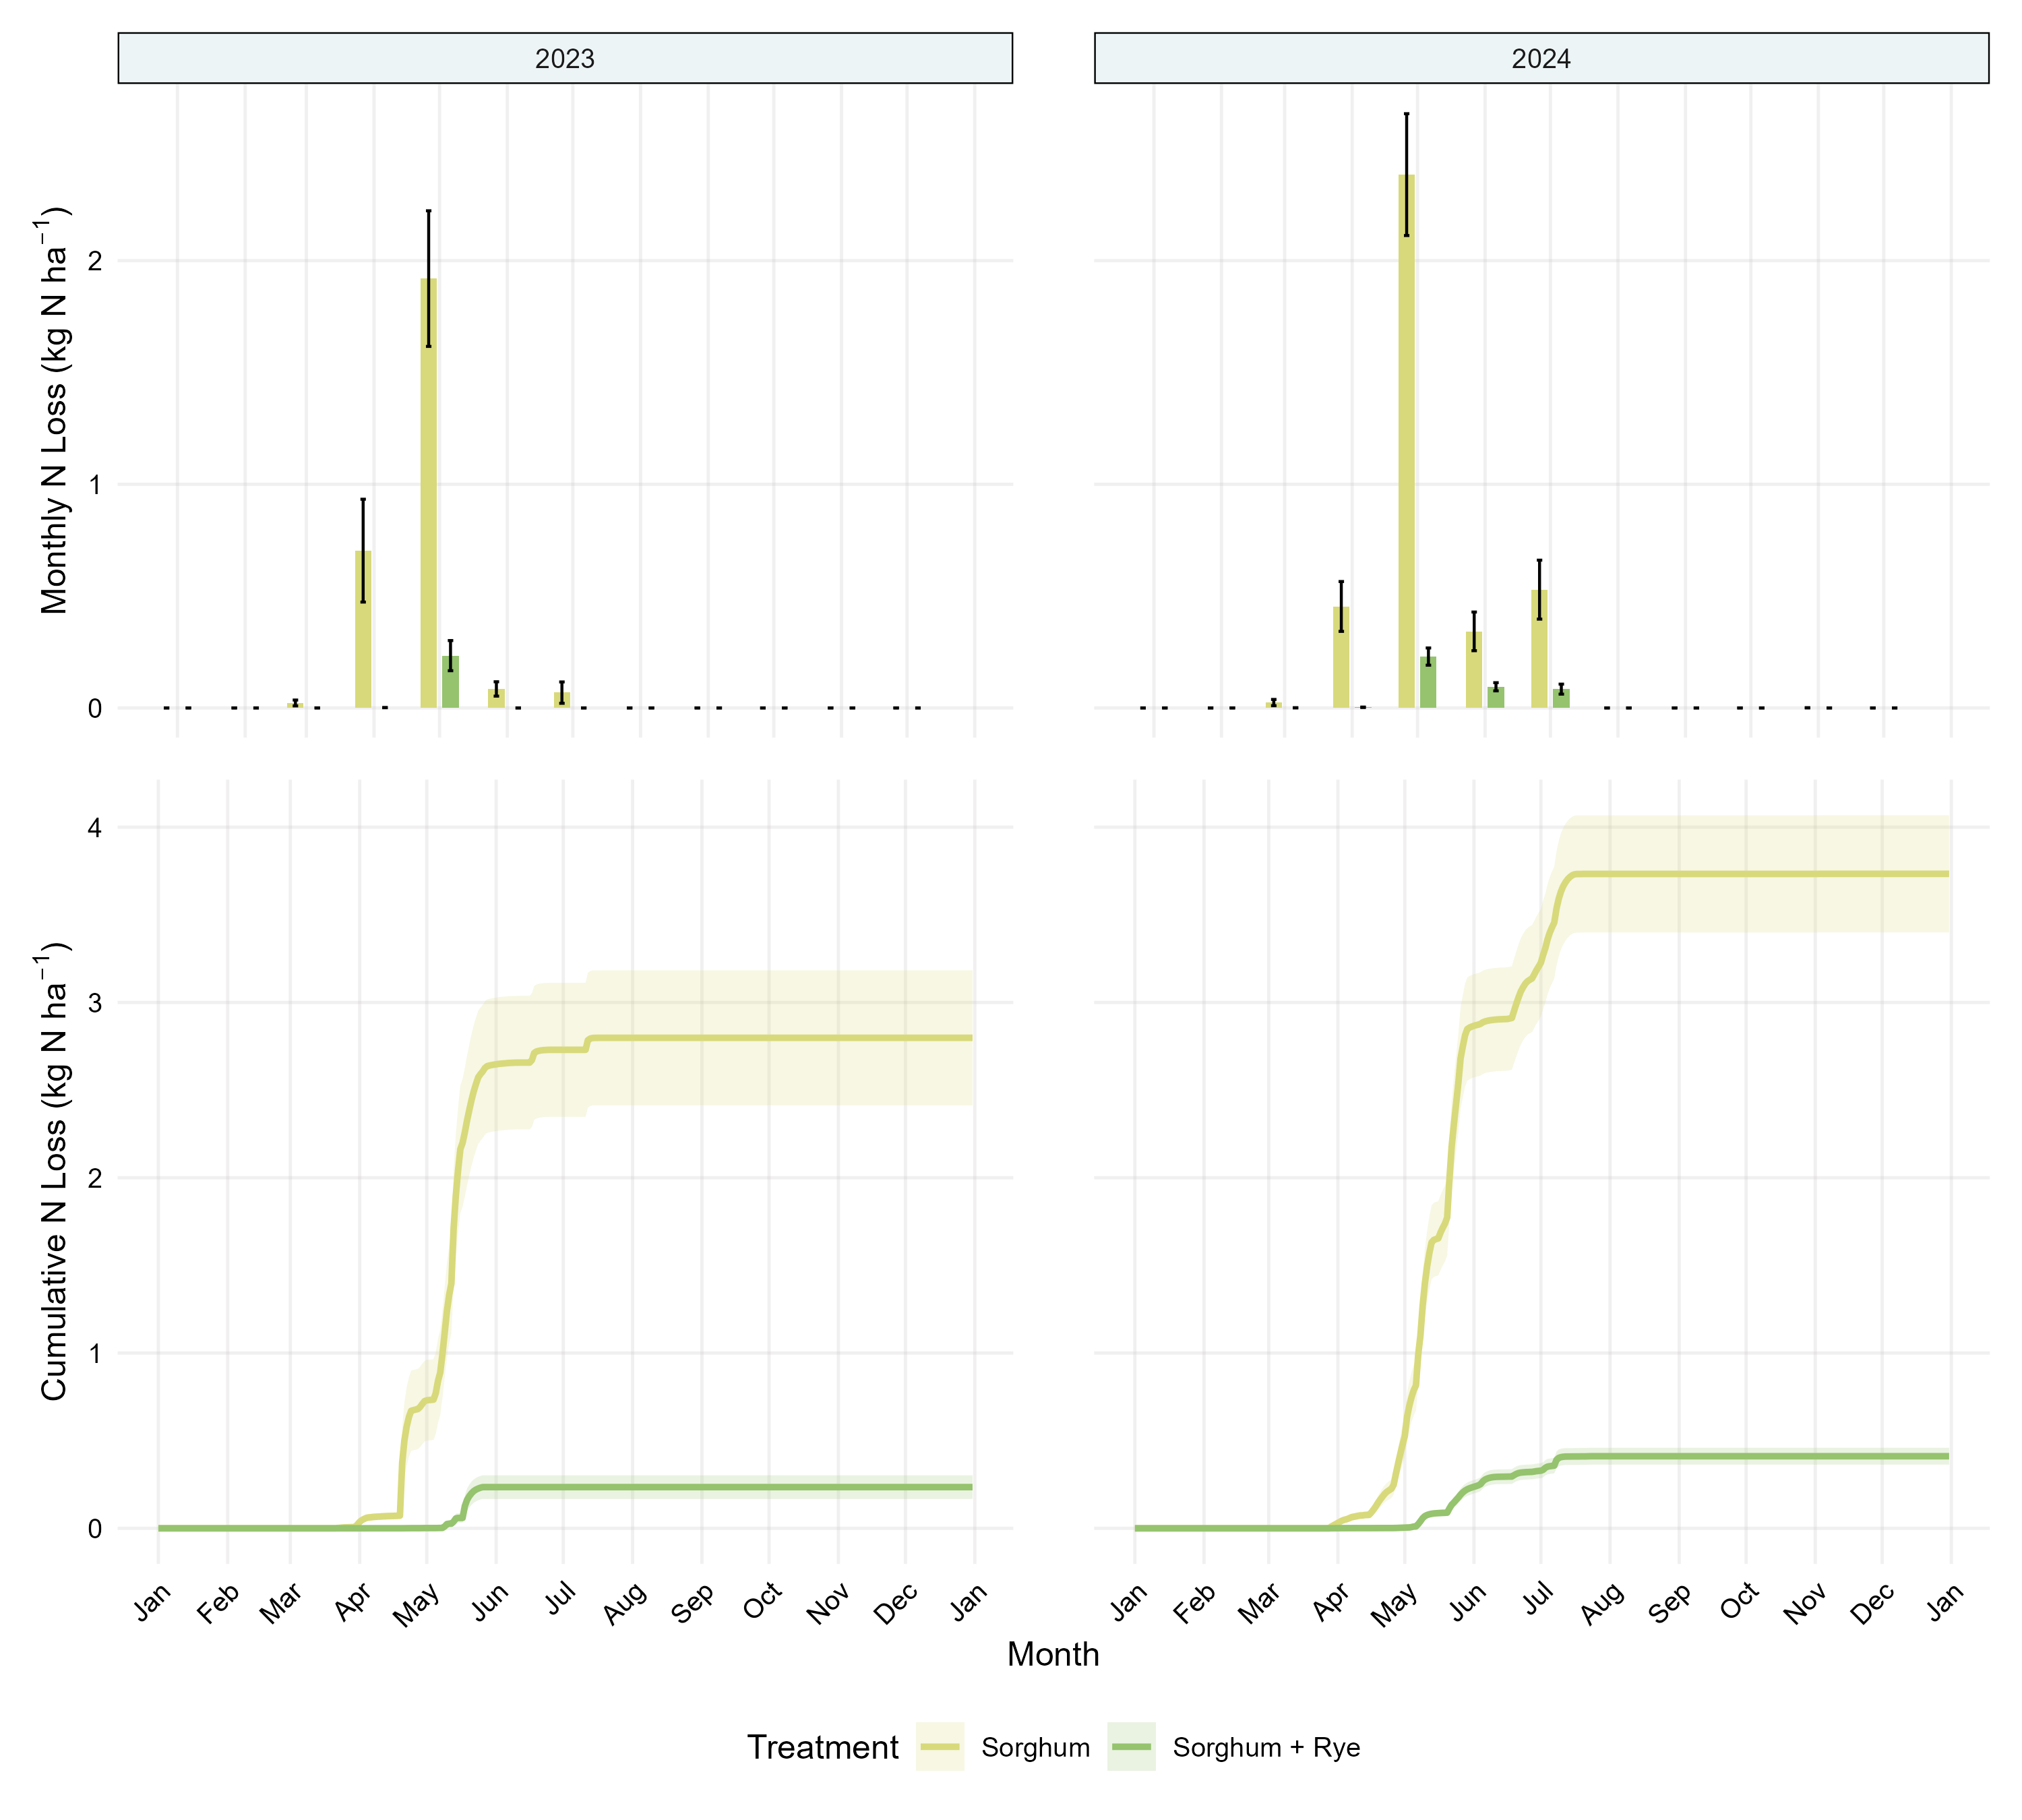 2023
2024
Monthly N Loss (kg N ha⁻¹)
2
1
0
Cumulative N Loss (kg N ha⁻¹)
4
3
2
1
0
Jan Feb Mar Apr May Jun Jul Aug Sep Oct Nov Dec Jan
Jan Feb Mar Apr May Jun Jul Aug Sep Oct Nov Dec Jan
Month
Treatment Sorghum Sorghum + Rye